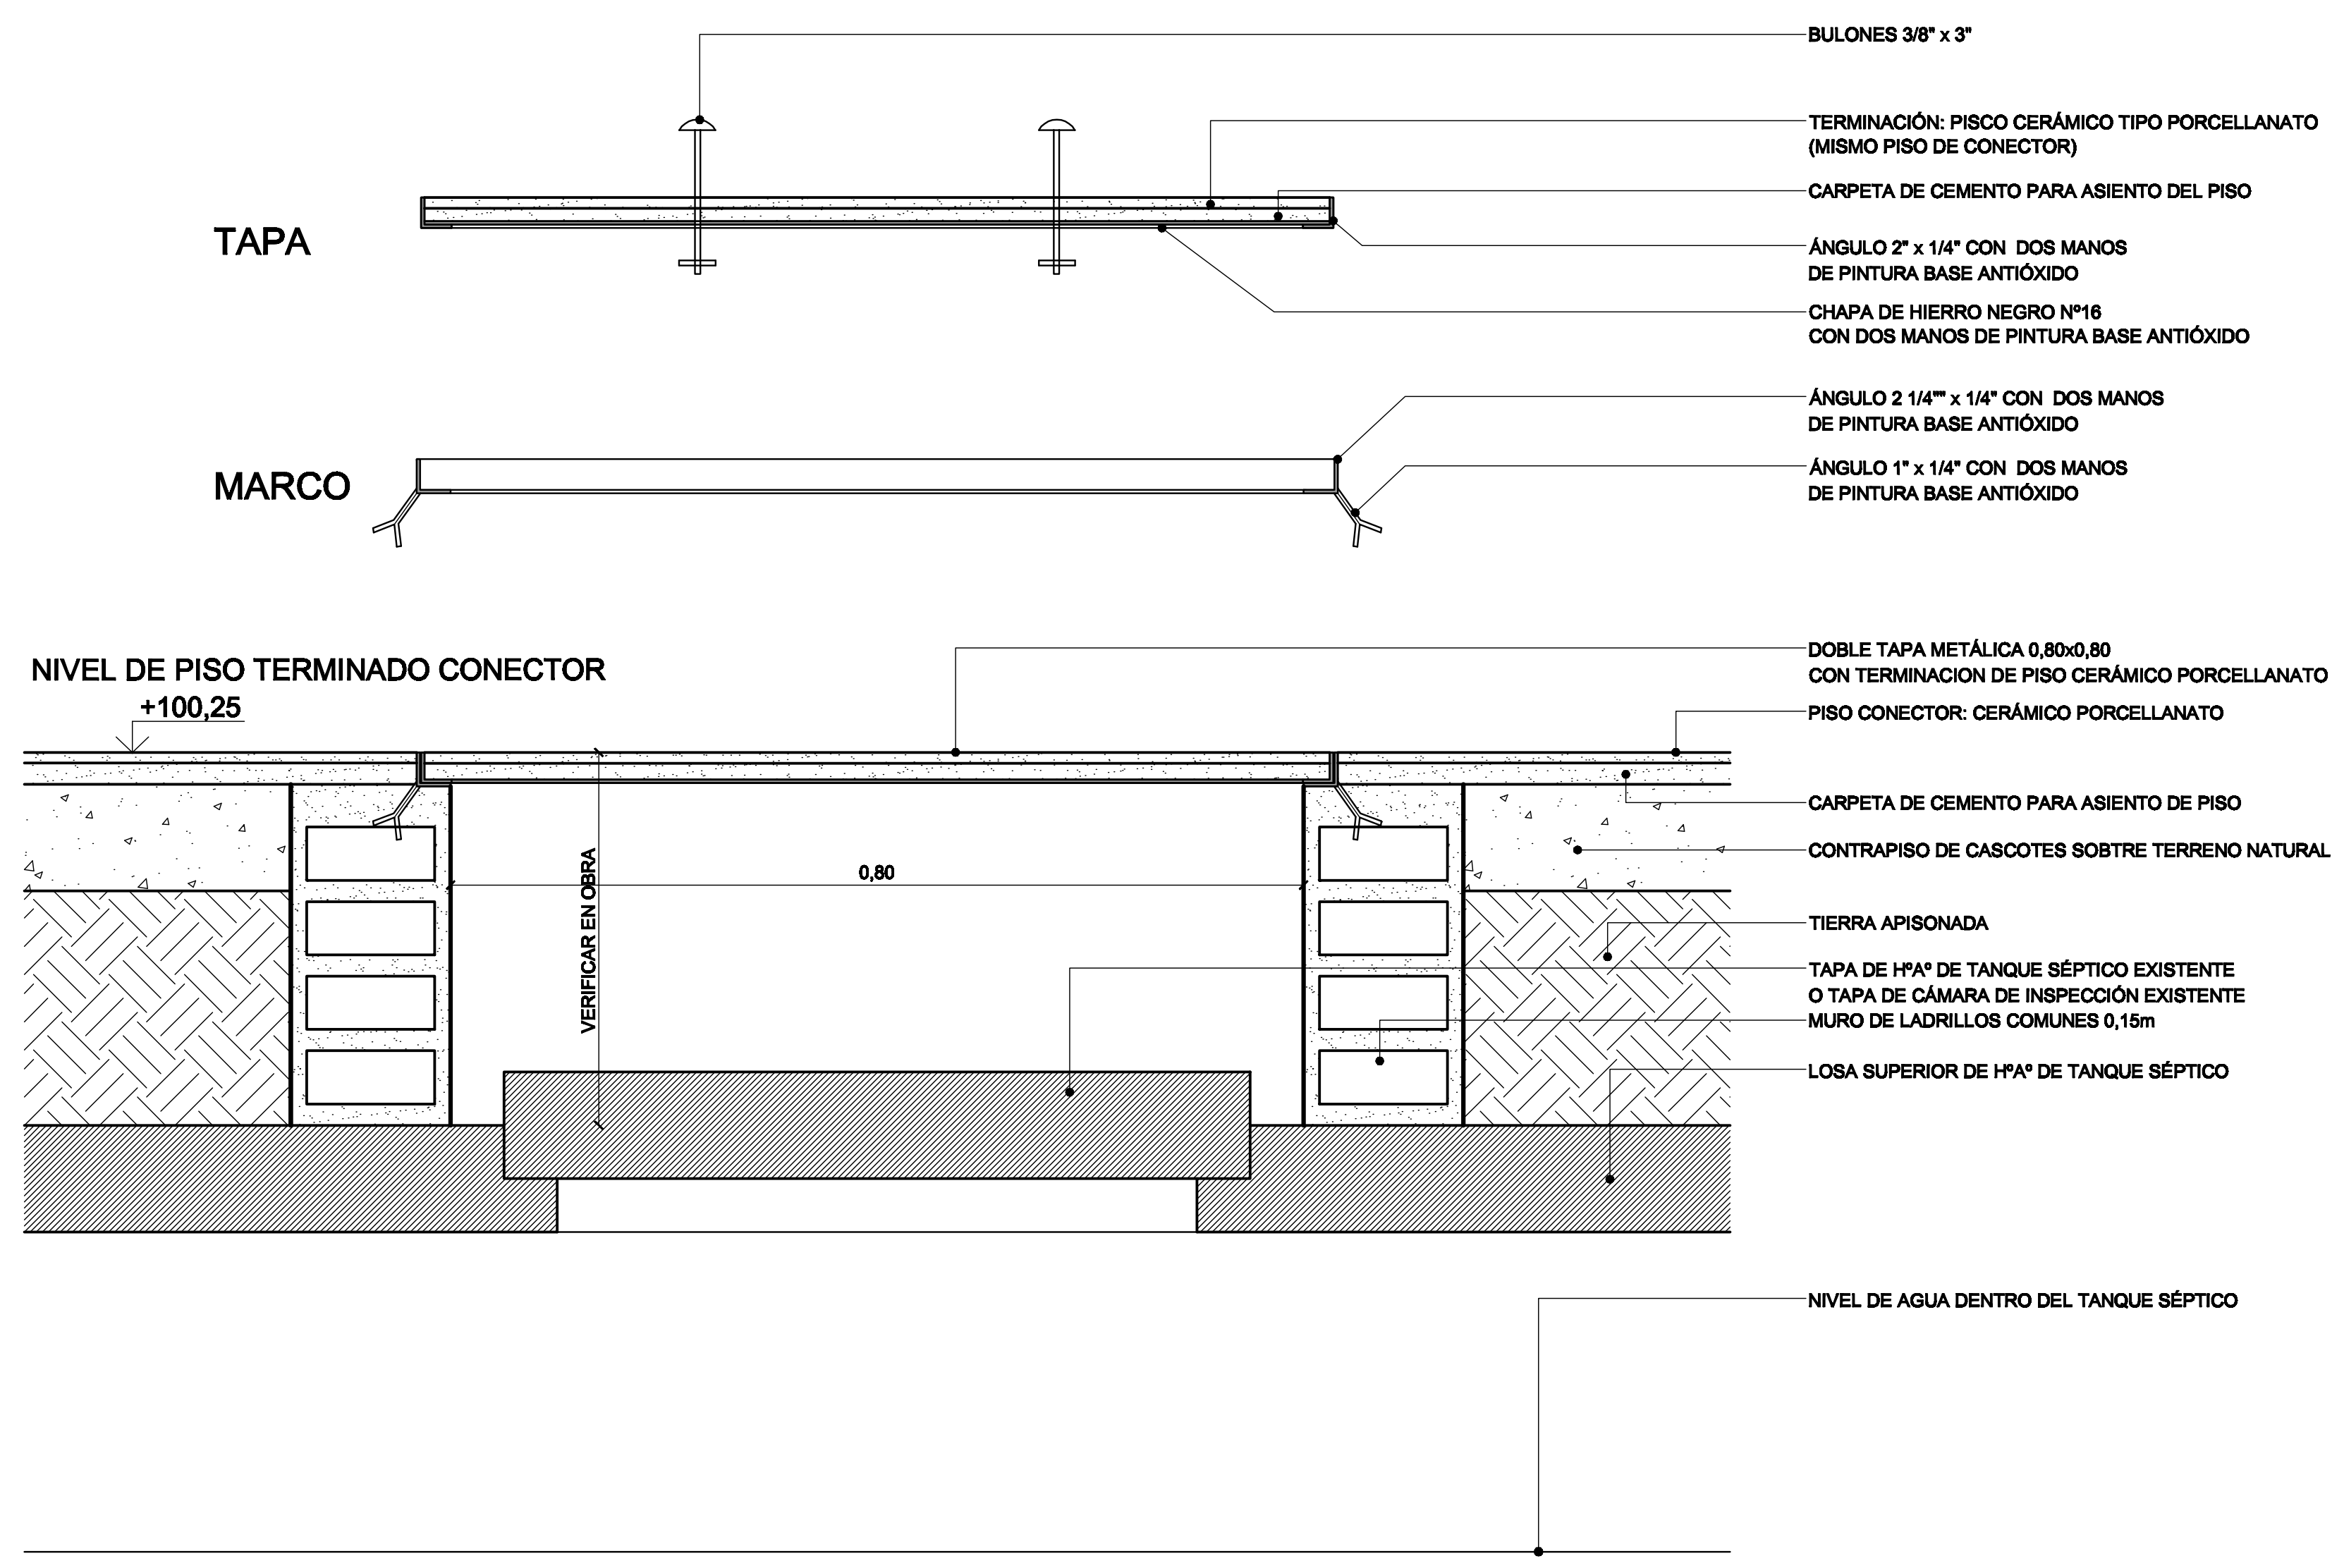 BULONES 3/8" x 3"
TERMINACIÓN: PISCO CERÁMICO TIPO PORCELLANATO
(MISMO PISO DE CONECTOR)
CARPETA DE CEMENTO PARA ASIENTO DEL PISO
TAPA
ÁNGULO 2" x 1/4" CON DOS MANOS
DE PINTURA BASE ANTIÓXIDO
CHAPA DE HIERRO NEGRO Nº16
CON DOS MANOS DE PINTURA BASE ANTIÓXIDO
ÁNGULO 2 1/4"" x 1/4" CON DOS MANOS
DE PINTURA BASE ANTIÓXIDO
MARCO
ÁNGULO 1" x 1/4" CON DOS MANOS
DE PINTURA BASE ANTIÓXIDO
NIVEL DE PISO TERMINADO CONECTOR
+100,25
DOBLE TAPA METÁLICA 0,80x0,80
CON TERMINACION DE PISO CERÁMICO PORCELLANATO
PISO CONECTOR: CERÁMICO PORCELLANATO
CARPETA DE CEMENTO PARA ASIENTO DE PISO
CONTRAPISO DE CASCOTES SOBTRE TERRENO NATURAL
0,80
VERIFICAR EN OBRA
TIERRA APISONADA
TAPA DE HºAº DE TANQUE SÉPTICO EXISTENTE
O TAPA DE CÁMARA DE INSPECCIÓN EXISTENTE
MURO DE LADRILLOS COMUNES 0,15m
LOSA SUPERIOR DE HºAº DE TANQUE SÉPTICO
NIVEL DE AGUA DENTRO DEL TANQUE SÉPTICO